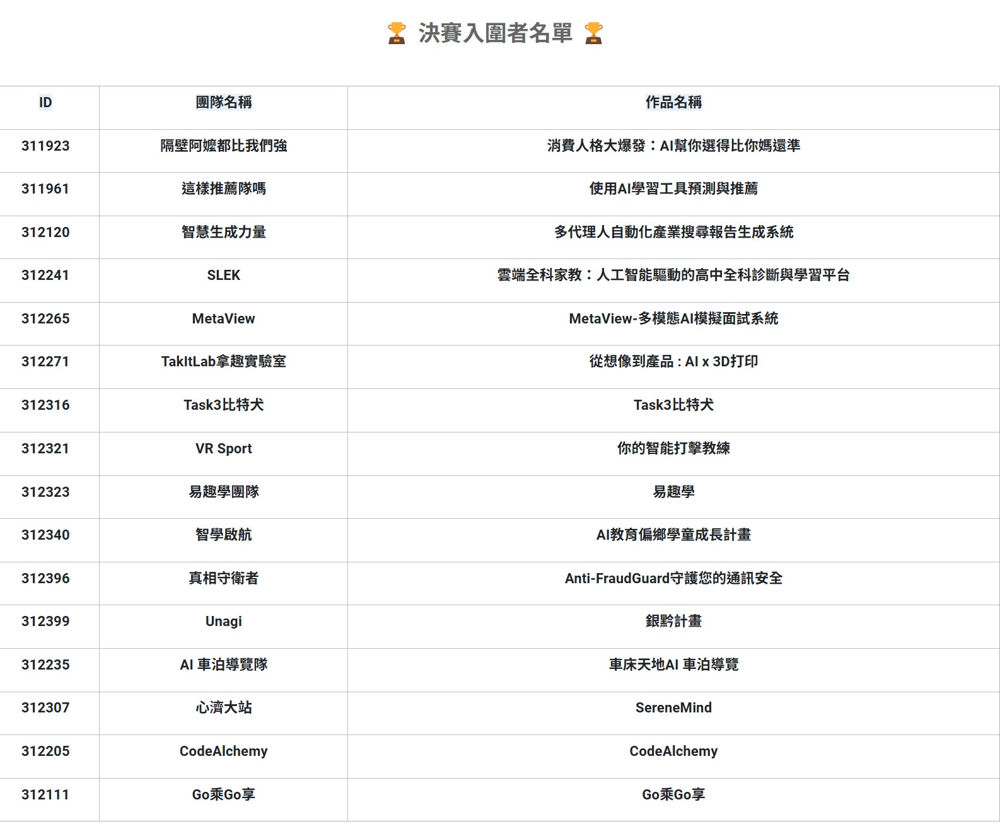 決賽入圍者名單
ID 團隊名稱 作品名稱
311923 隔壁阿嬤都比我們強 消費人格大爆發：AI幫你選得比你媽還準
311961 這樣推薦隊嗎 使用AI學習工具預測與推薦
312120 智慧生成力量 多代理人自動化產業搜尋報告生成系統
312241 SLEK 雲端全科家教：人工智能驅動的高中全科診斷與學習平台
312265 MetaView MetaView-多模態AI模擬面試系統
312271 TakItLab拿趣實驗室 從想像到產品 : AI x 3D打印
312316 Task3比特犬 Task3比特犬
312321 VR Sport 你的智能打擊教練
312323 易趣學團隊 易趣學
312340 智學啟航 AI教育偏鄉學童成長計畫
312396 真相守衛者 Anti-FraudGuard守護您的通訊安全
312399 Unagi 銀黔計畫
312235 AI 車泊導覽隊 車床天地AI 車泊導覽
312307 心濟大站 SereneMind
312205 CodeAlchemy CodeAlchemy
312111 Go乘Go享 Go乘Go享